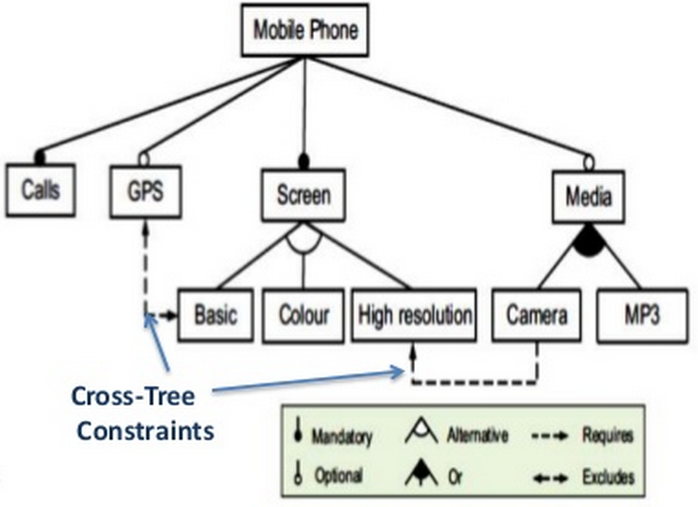 Mobile Phone
Calls
GPS
Screen
Media
Basic
Colour
High resolution
Camera
MP3
Cross-Tree
Constraints
Mandatory
Alternative
Requires
Optional
Or
Excludes